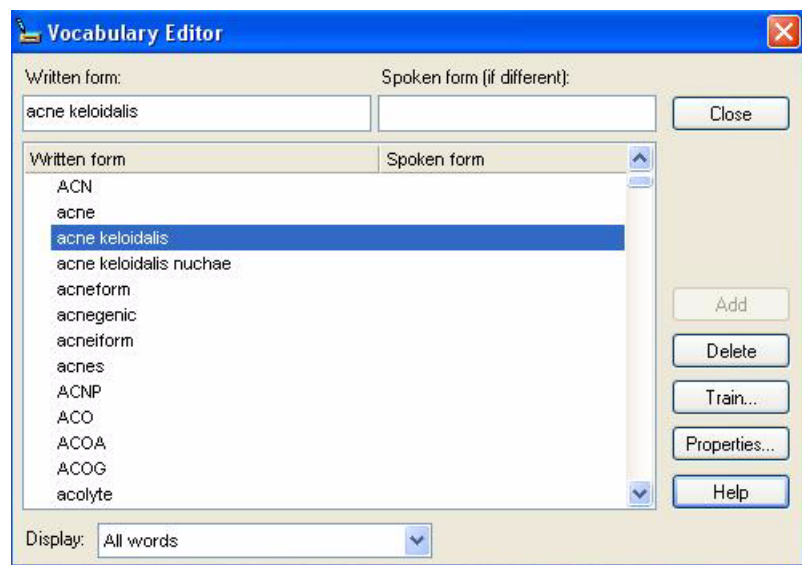 Vocabulary Editor
Written form: Spoken form (if different):
acne keloidalis Close
Written form Spoken form
ACN
acne
acne keloidalis
acne keloidalis nuchae
acneform
acnegenic Add
acneiform
acnes Delete
ACNP
ACO Train...
ACOA
ACOG Properties...
acolyte Help
Display: All words